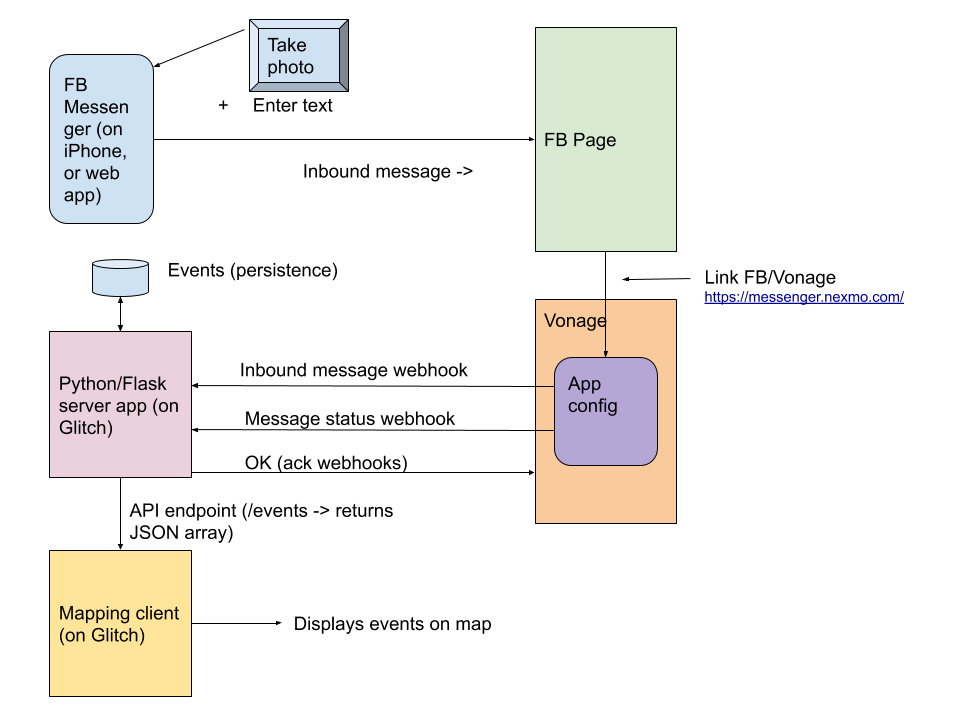 Take
photo
+ Enter text
FB
Messen
ger (on
iPhone,
or web
app)
FB Page
Inbound message ->
Events (persistence)
Link FB/Vonage
https://messenger.nexmo.com/
Vonage
Inbound message webhook
App
config
Python/Flask
server app (on
Glitch)
Message status webhook
OK (ack webhooks)
API endpoint (/events -> returns
JSON array)
Mapping client
(on Glitch)
Displays events on map